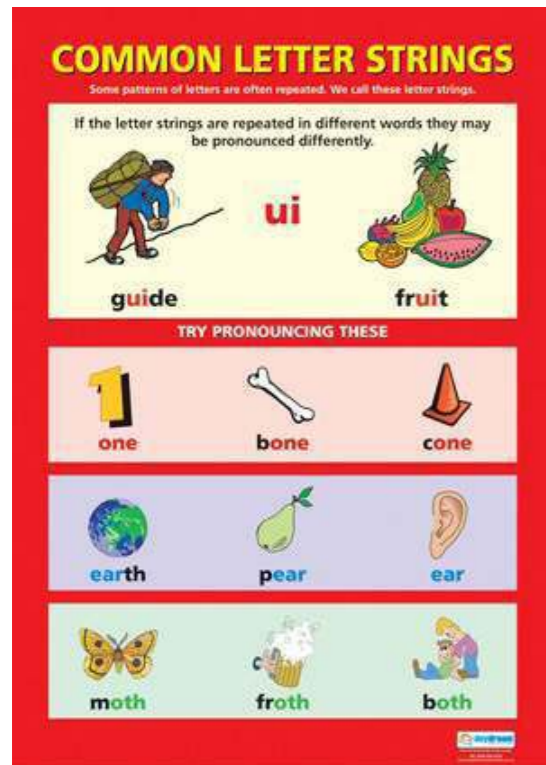 COMMON LETTER STRINGS
Some patterns of letters are often repeated. We call these letter strings.
If the letter strings are repeated in different words they may
be pronounced differently.
ui
guide fruit
TRY PRONOUNCING THESE
one bone cone
earth pear ear
moth froth both